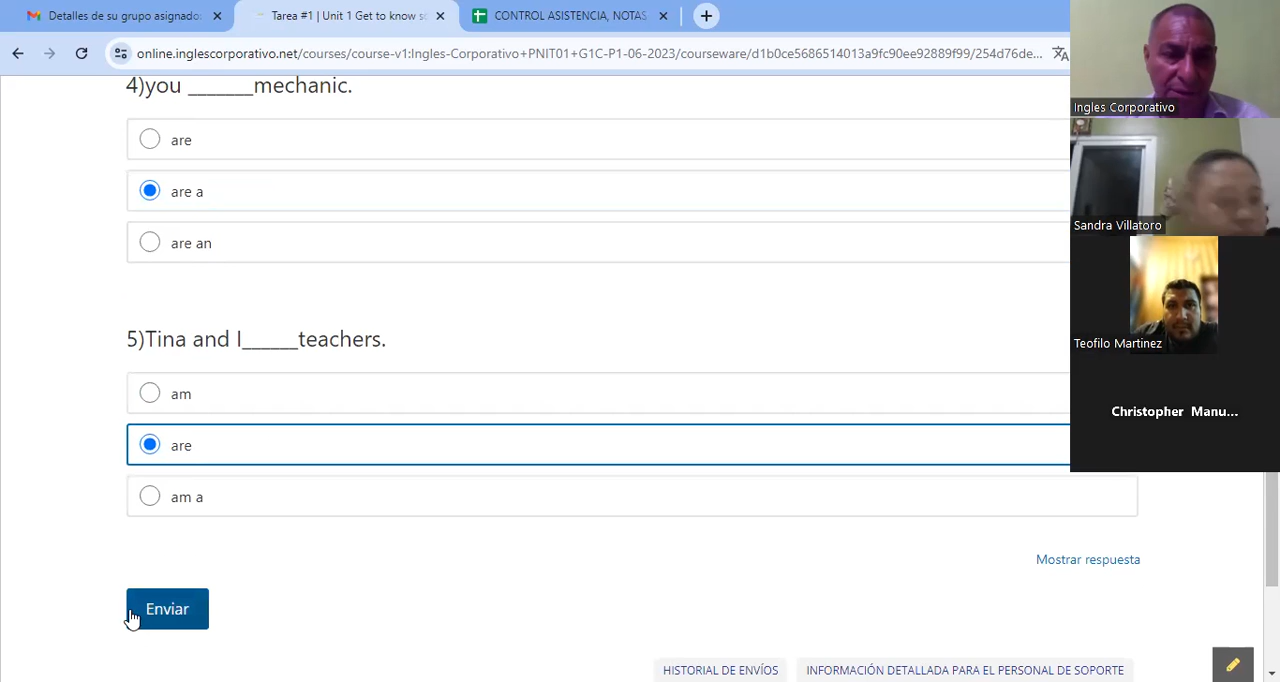 Detalles de su grupo asignado
Tarea #1 | Unit 1 Get to know so
CONTROL ASISTENCIA, NOTAS
online.inglescorporativo.net/courses/course-v1:Ingles-Corporativo+PNIT01+G1C-P1-06-2023/courseware/d1b0ce5686514013a9fc90ee92889f99/254d76de...
4)you _______mechanic.
are
are a
are an
5)Tina and I______teachers.
am
are
am a
Mostrar respuesta
Enviar
HISTORIAL DE ENVÍOS
INFORMACIÓN DETALLADA PARA EL PERSONAL DE SOPORTE
Ingles Corporativo
Sandra Villatoro
Teofilo Martinez
Christopher Manu...